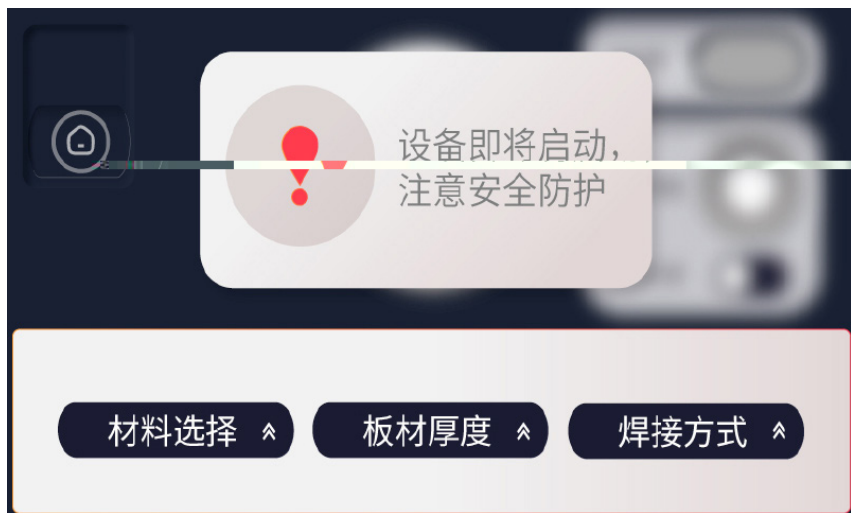 设备即将启动，
注意安全防护
材料选择
板材厚度
焊接方式